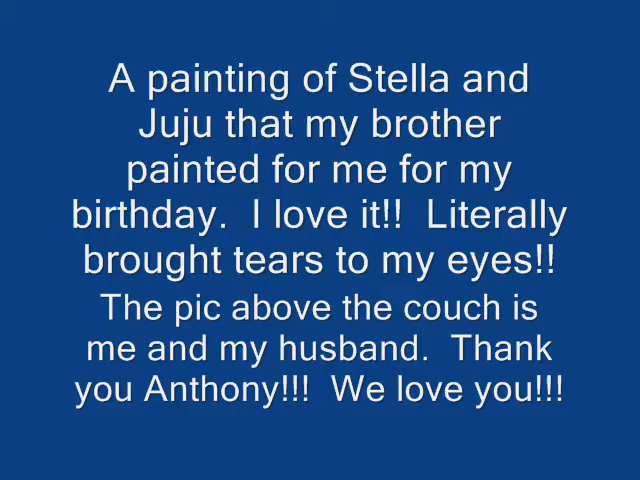 A painting of Stella and
Juju that my brother
painted for me for my
birthday.  I love it!!  Literally
brought tears to my eyes!!
The pic above the couch is
me and my husband.  Thank
you Anthony!!!  We love you!!!